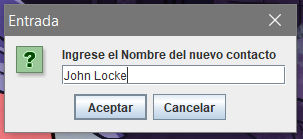 Entrada
Ingrese el Nombre del nuevo contacto
John Locke
Aceptar Cancelar